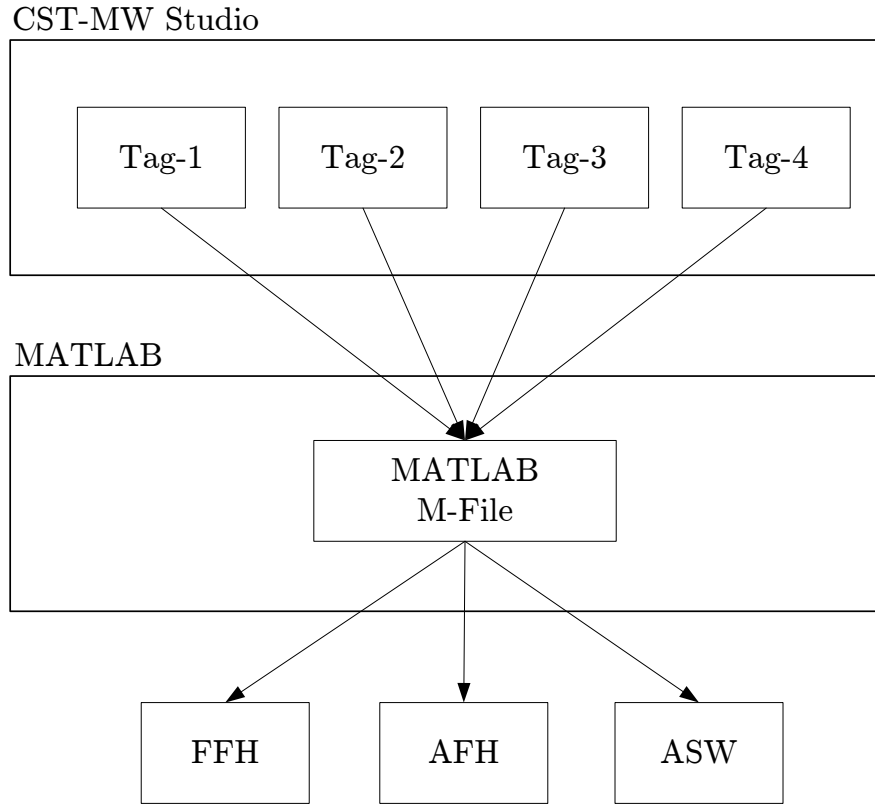 CST-MW Studio
Tag-1
Tag-2
Tag-3
Tag-4
MATLAB
MATLAB
M-File
FFH
AFH
ASW